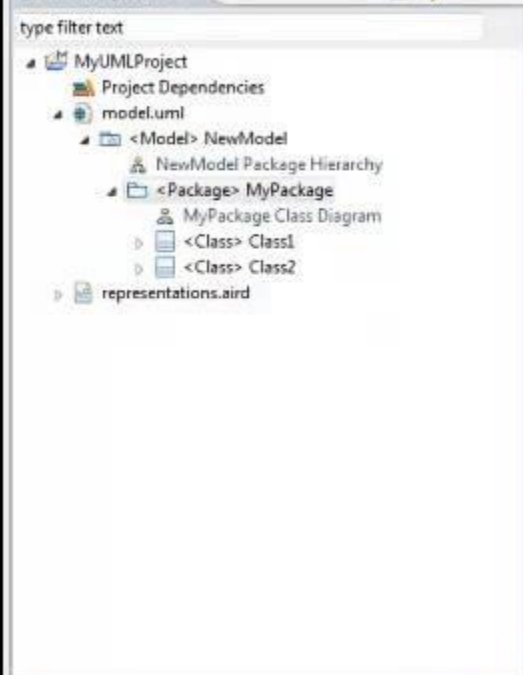 type filter text
MyUMLProject
Project Dependencies
model.uml
<Model> NewModel
NewModel Package Hierarchy
<Package> MyPackage
MyPackage Class Diagram
<Class> Class1
<Class> Class2
representations.aird